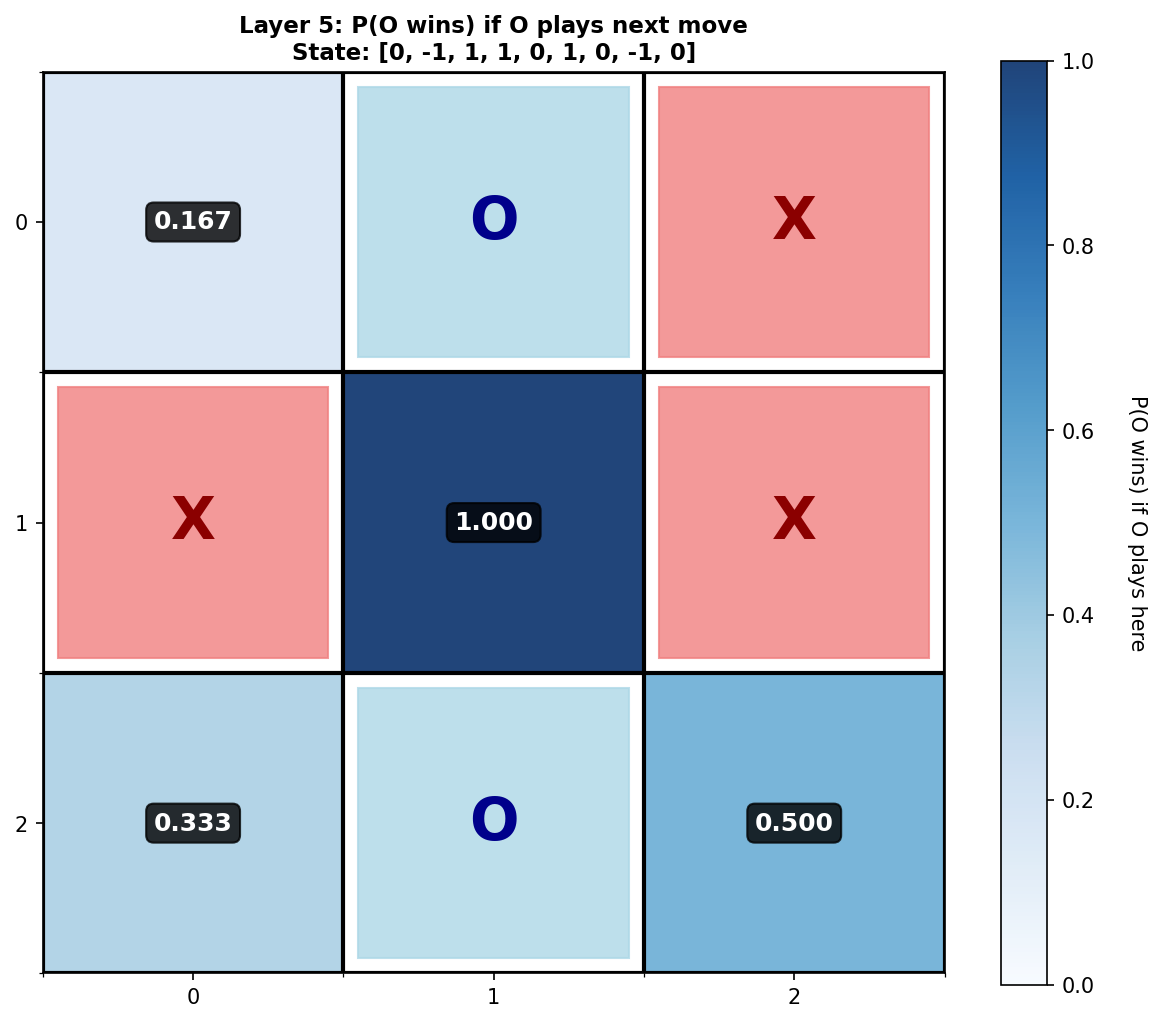 Layer 5: P(O wins) if O plays next move
State: [0, -1, 1, 1, 0, 1, 0, -1, 0]
0
0.167
O
X
1
X
1.000
X
2
0.333
O
0.500
0
1
2
1.0
0.8
0.6
0.4
0.2
0.0
P(O wins) if O plays here